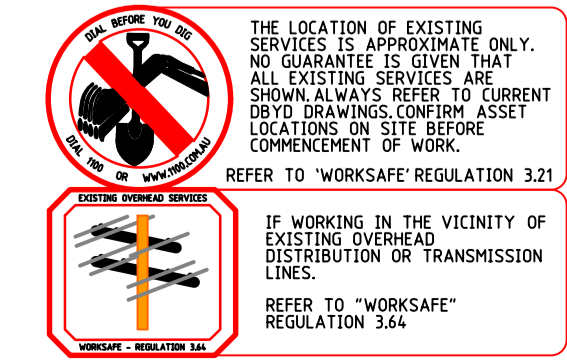 DIAL BEFORE YOU DIG
DIAL 1100 OR WWW.1100.COM.AU
THE LOCATION OF EXISTING
SERVICES IS APPROXIMATE ONLY.
NO GUARANTEE IS GIVEN THAT
ALL EXISTING SERVICES ARE
SHOWN. ALWAYS REFER TO CURRENT
DBYD DRAWINGS. CONFIRM ASSET
LOCATIONS ON SITE BEFORE
COMMENCEMENT OF WORK.
REFER TO 'WORKSAFE' REGULATION 3.21
EXISTING OVERHEAD SERVICES
WORKSAFE - REGULATION 3.64
IF WORKING IN THE VICINITY OF
EXISTING OVERHEAD
DISTRIBUTION OR TRANSMISSION
LINES.
REFER TO "WORKSAFE"
REGULATION 3.64